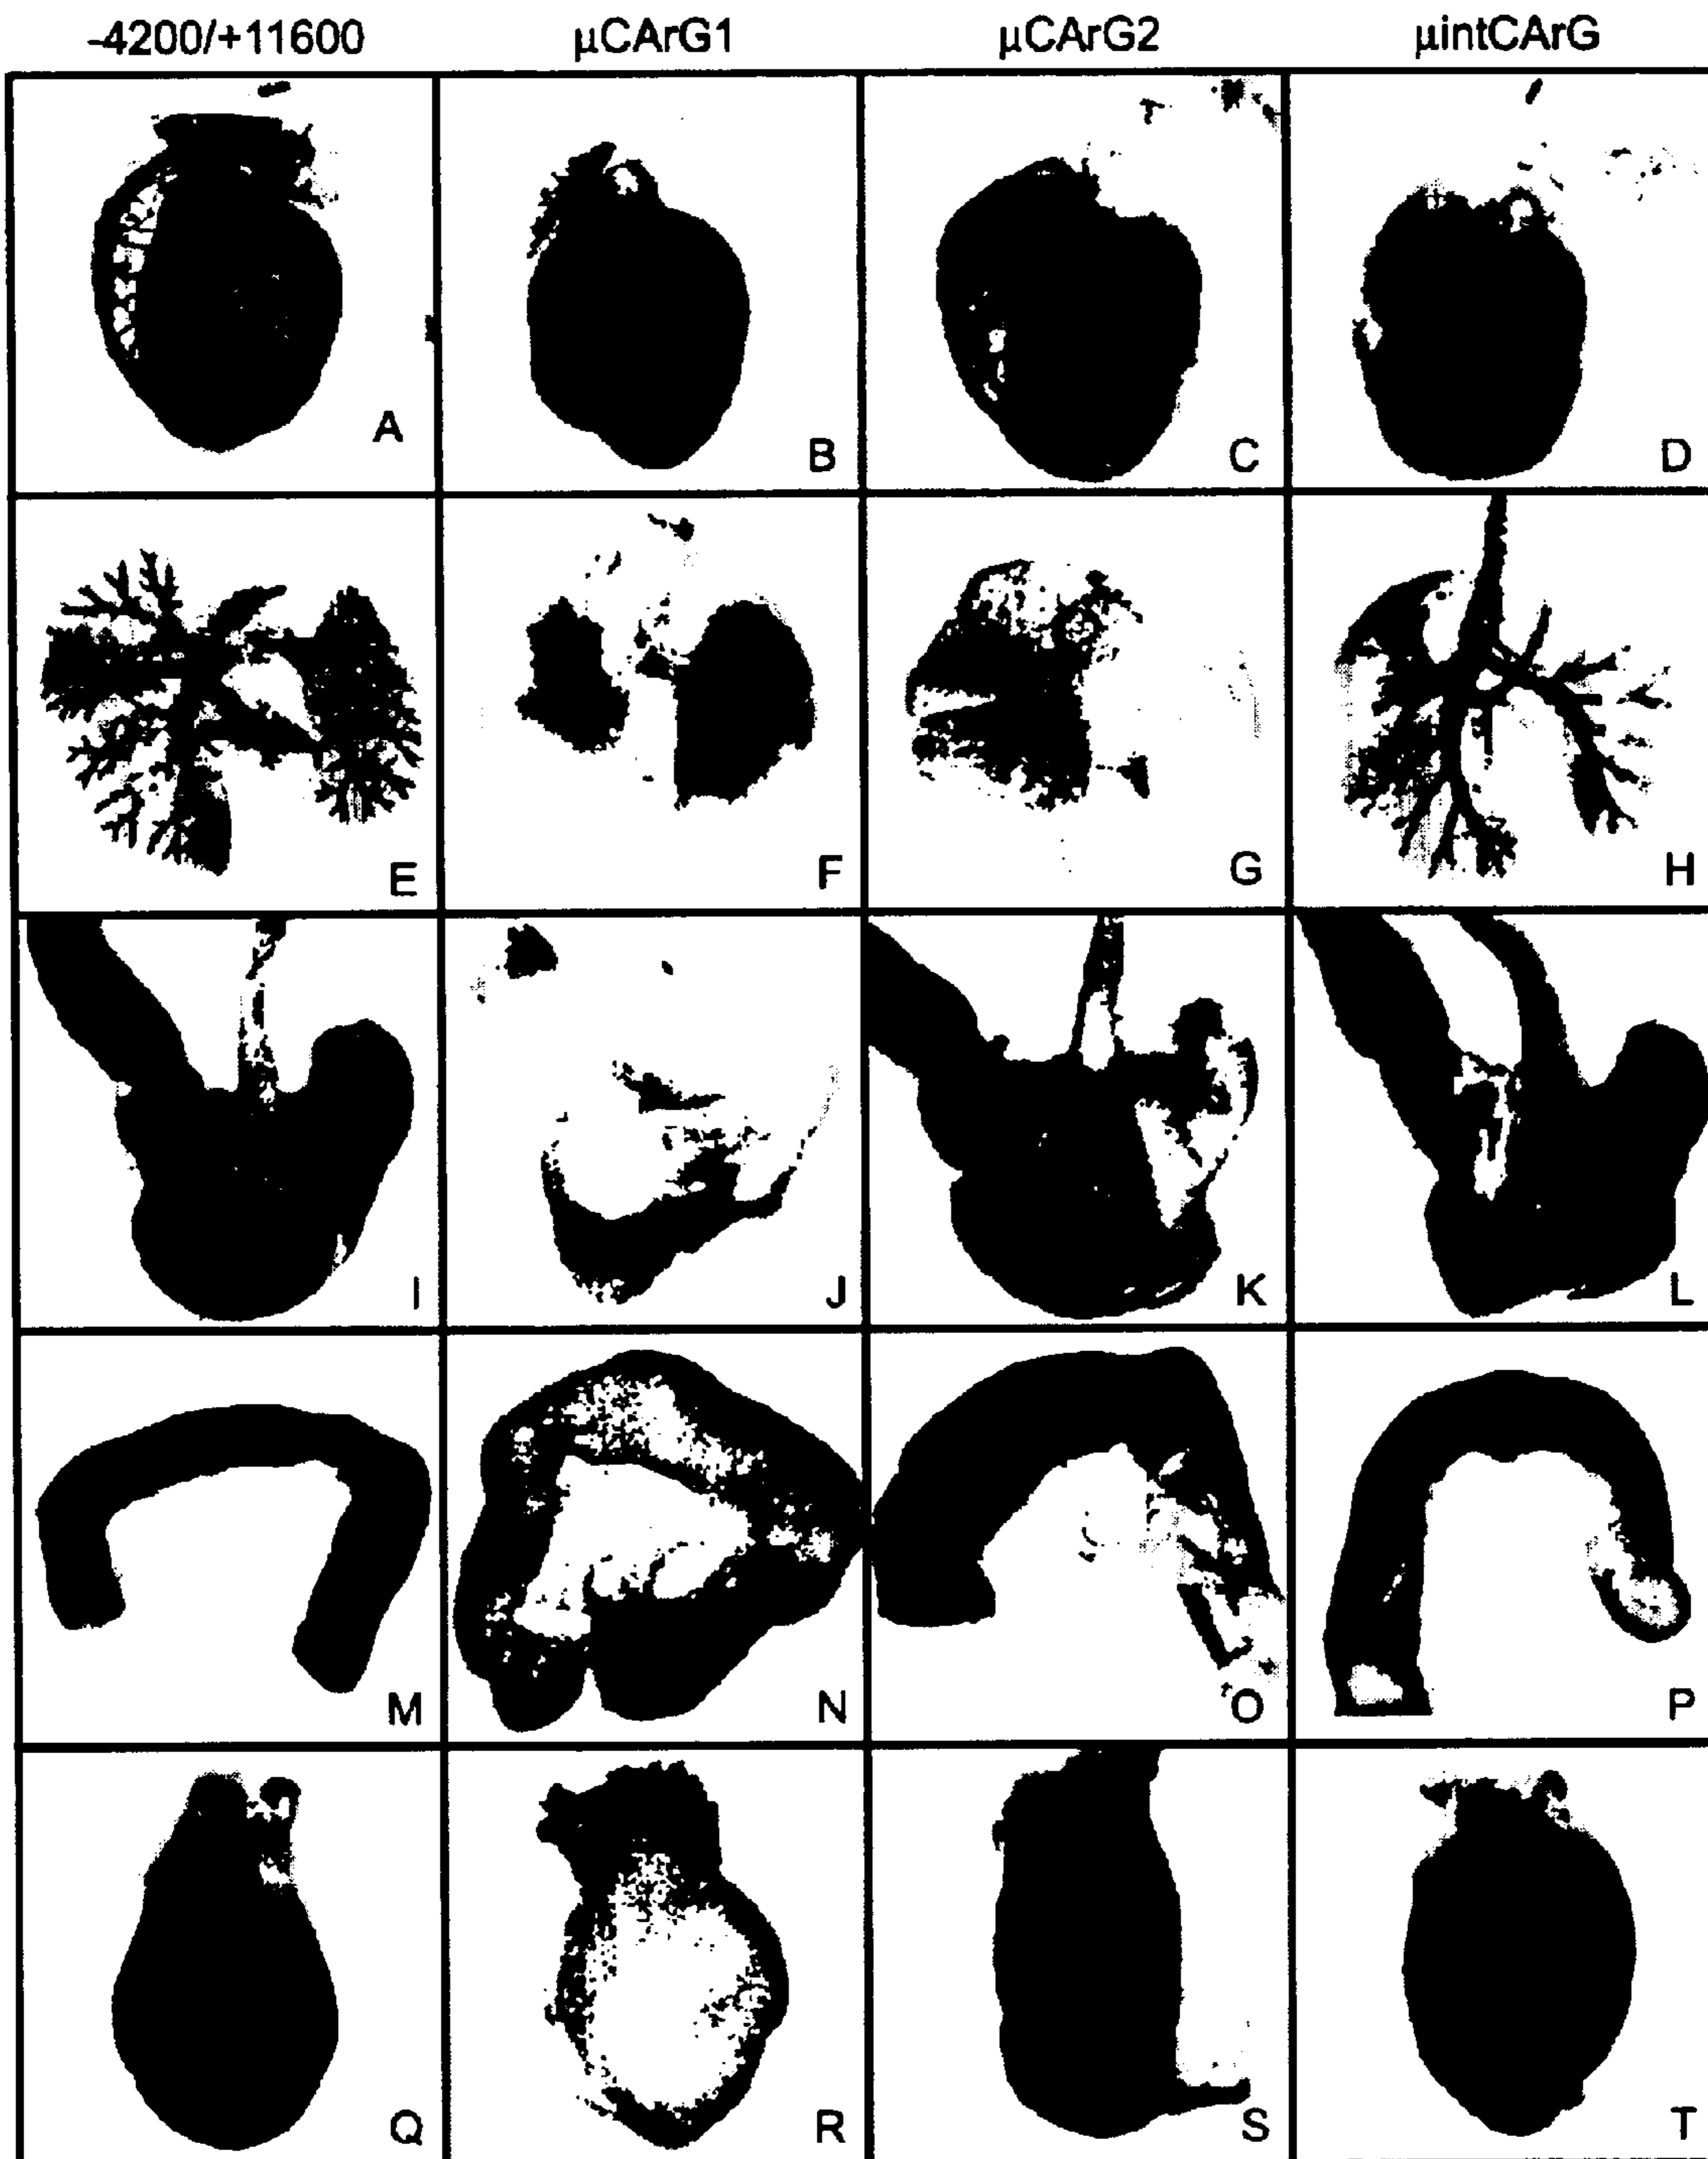 -4200/+11600 μCArG1 μCArG2 μintCArG
A B C D
E F G H
I J K L
M N O P
Q R S T